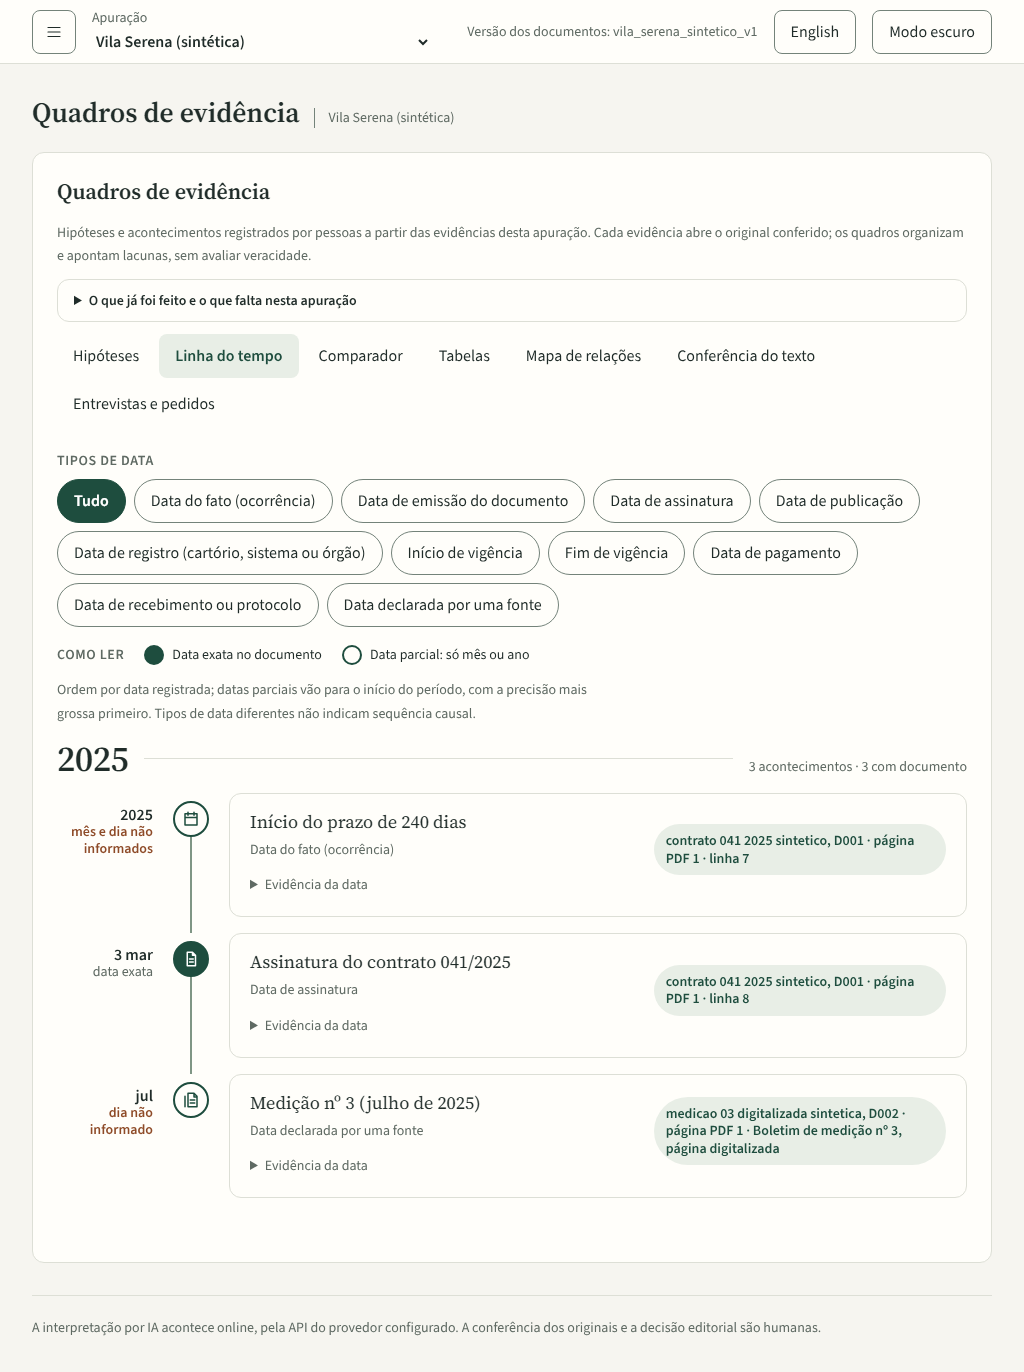 Apuração
Vila Serena (sintética)
Versão dos documentos: vila_serena_sintetico_v1
English
Modo escuro
Quadros de evidência
Vila Serena (sintética)
Quadros de evidência
Hipóteses e acontecimentos registrados por pessoas a partir das evidências desta apuração. Cada evidência abre o original conferido; os quadros organizam
e apontam lacunas, sem avaliar veracidade.
O que já foi feito e o que falta nesta apuração
Hipóteses
Linha do tempo
Comparador
Tabelas
Mapa de relações
Conferência do texto
Entrevistas e pedidos
TIPOS DE DATA
Tudo
Data do fato (ocorrência)
Data de emissão do documento
Data de assinatura
Data de publicação
Data de registro (cartório, sistema ou órgão)
Início de vigência
Fim de vigência
Data de pagamento
Data de recebimento ou protocolo
Data declarada por uma fonte
COMO LER
Data exata no documento
Data parcial: só mês ou ano
Ordem por data registrada; datas parciais vão para o início do período, com a precisão mais
grossa primeiro. Tipos de data diferentes não indicam sequência causal.
2025
3 acontecimentos · 3 com documento
2025
mês e dia não
informados
Início do prazo de 240 dias
Data do fato (ocorrência)
Evidência da data
contrato 041 2025 sintetico, D001 · página
PDF 1 · linha 7
3 mar
data exata
Assinatura do contrato 041/2025
Data de assinatura
Evidência da data
contrato 041 2025 sintetico, D001 · página
PDF 1 · linha 8
jul
dia não
informado
Medição nº 3 (julho de 2025)
Data declarada por uma fonte
Evidência da data
medicao 03 digitalizada sintetica, D002 ·
página PDF 1 · Boletim de medição nº 3,
página digitalizada
A interpretação por IA acontece online, pela API do provedor configurado. A conferência dos originais e a decisão editorial são humanas.